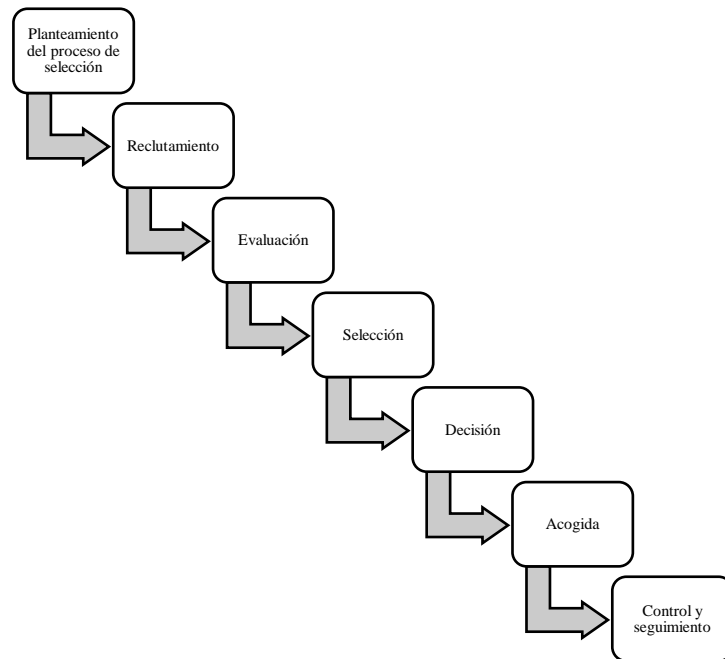 Planteamiento
del proceso de
selección
Reclutamiento
Evaluación
Selección
Decisión
Acogida
Control y
seguimiento